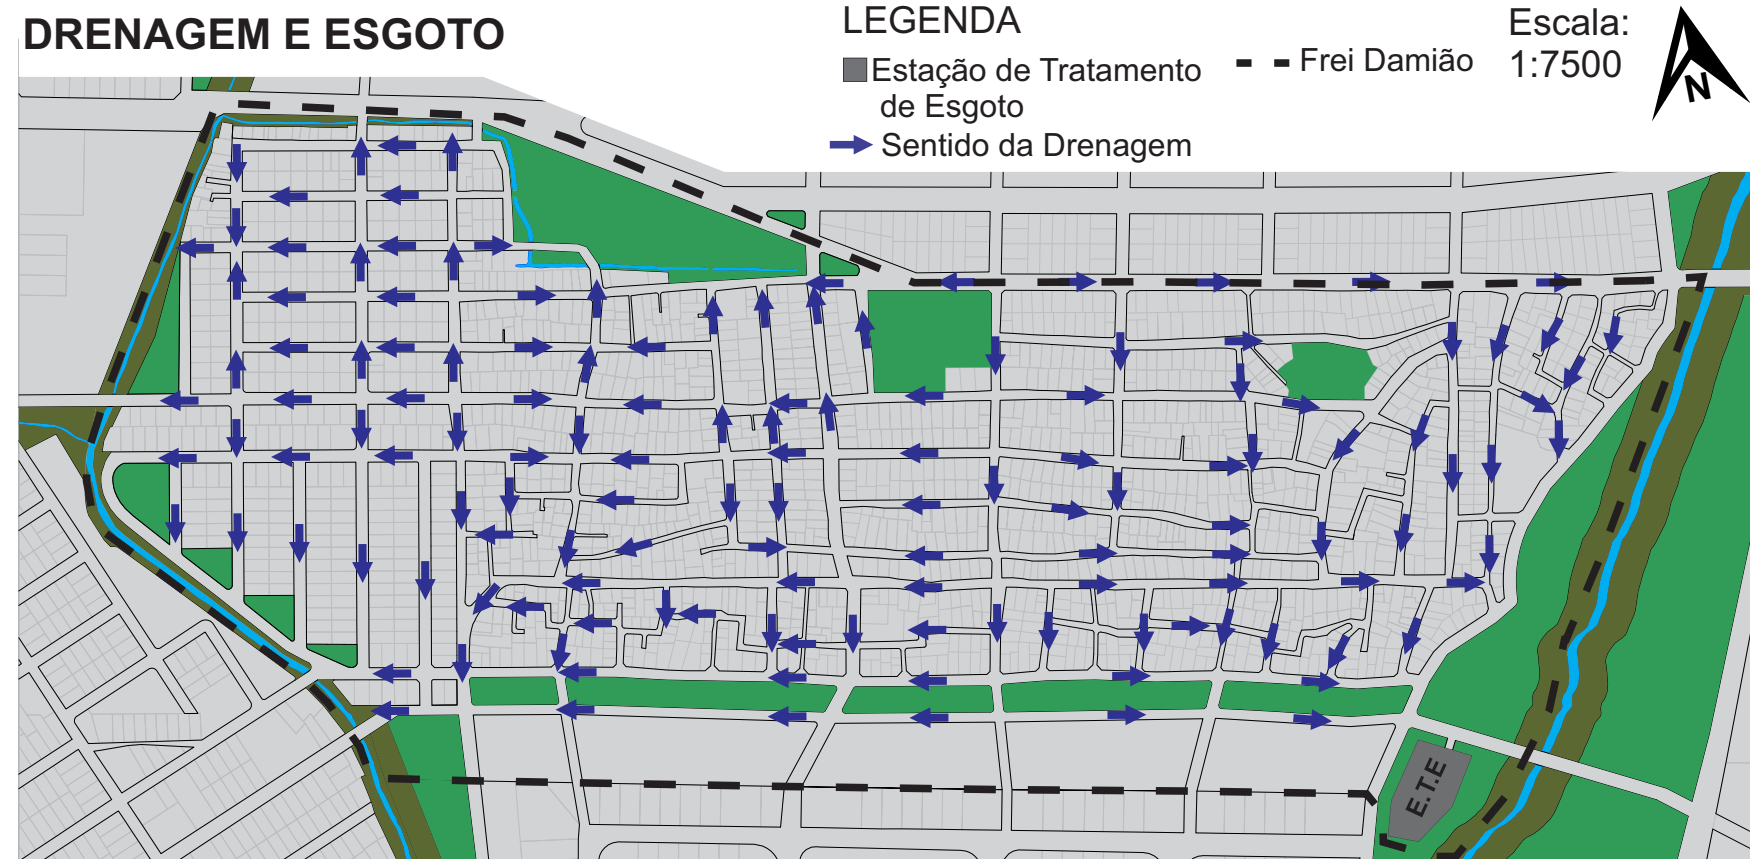 DRENAGEM E ESGOTO
LEGENDA
Estação de Tratamento
de Esgoto
Sentido da Drenagem
Frei Damião
Escala:
1:7500
N
E.T.E